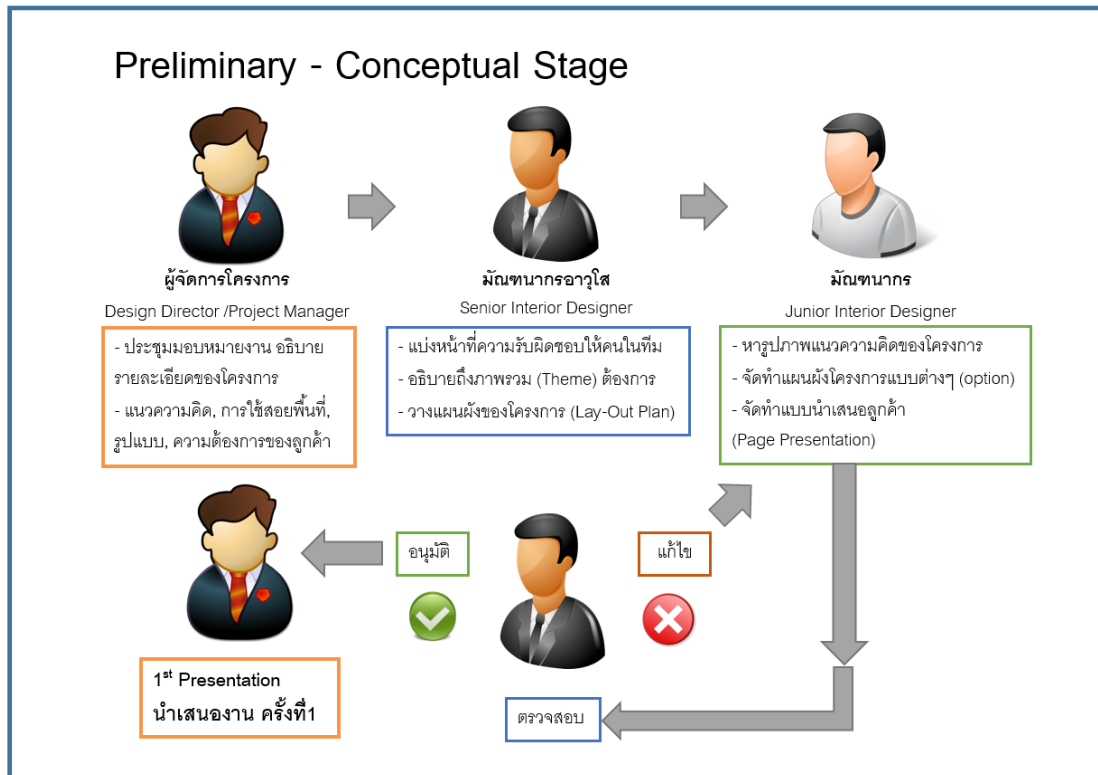 Preliminary - Conceptual Stage
ผู้จัดการโครงการ
Design Director /Project Manager
- ประชุมมอบหมายงาน อธิบาย
รายละเอียดของโครงการ
- แนวความคิด, การใช้สอยพื้นที่,
รูปแบบ, ความต้องการของลูกค้า
มัณฑนากรอาวุโส
Senior Interior Designer
- แบ่งหน้าที่ความรับผิดชอบให้คนในทีม
- อธิบายถึงภาพรวม (Theme) ต้องการ
- วางแผนผังของโครงการ (Lay-Out Plan)
มัณฑนากร
Junior Interior Designer
- หารูปภาพแนวความคิดของโครงการ
- จัดทำแผนผังโครงการแบบต่างๆ (option)
- จัดทำแบบนำเสนอลูกค้า
(Page Presentation)
อนุมัติ
แก้ไข
1st Presentation
นำเสนองาน ครั้งที่1
ตรวจสอบ